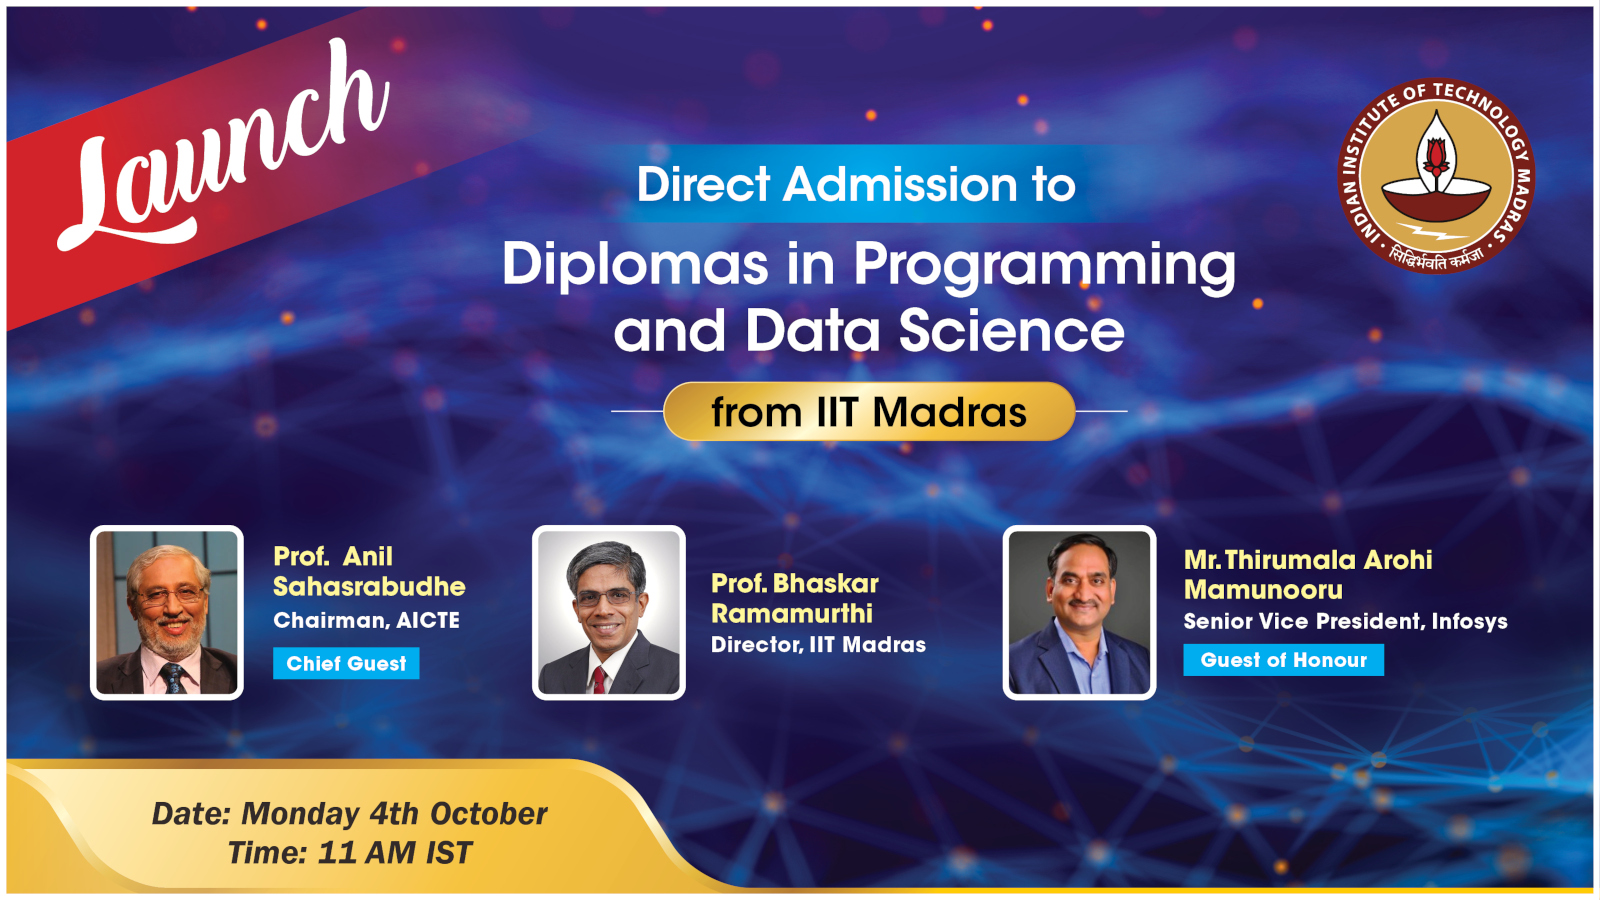 Launch
INDIAN INSTITUTE OF TECHNOLOGY MADRAS
सिद्धिर्भवति कर्मजा
Direct Admission to
Diplomas in Programming
and Data Science
from IIT Madras
Prof. Anil
Sahasrabudhe
Chairman, AICTE
Chief Guest
Prof. Bhaskar
Ramamurthi
Director, IIT Madras
Mr. Thirumala Arohi
Mamunooru
Senior Vice President, Infosys
Guest of Honour
Date: Monday 4th October
Time: 11 AM IST